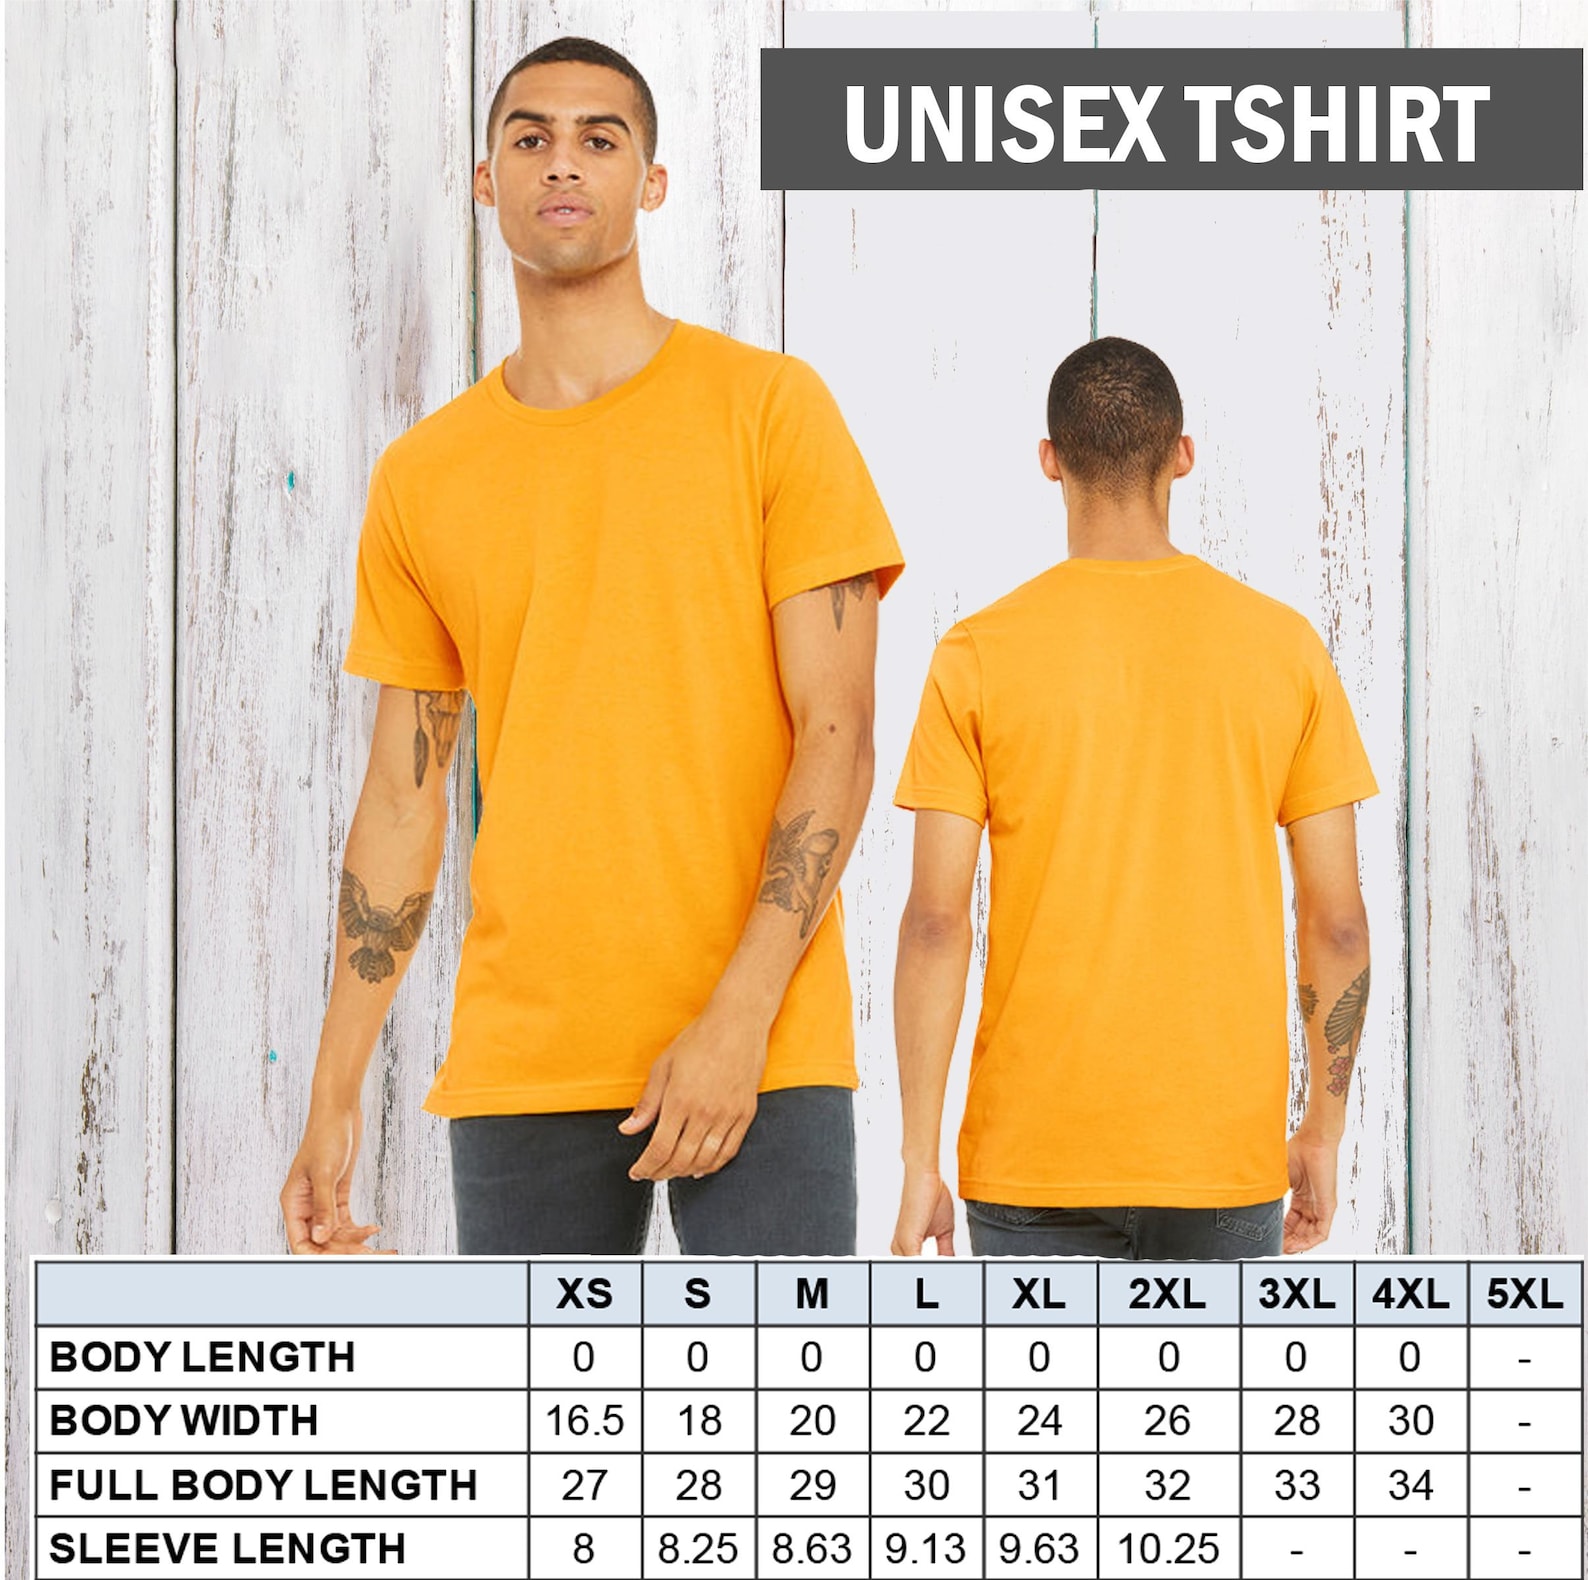 UNISEX TSHIRT
XS S M L XL 2XL 3XL 4XL 5XL
BODY LENGTH 0 0 0 0 0 0 0 0 -
BODY WIDTH 16.5 18 20 22 24 26 28 30 -
FULL BODY LENGTH 27 28 29 30 31 32 33 34 -
SLEEVE LENGTH 8 8.25 8.63 9.13 9.63 10.25 - - -